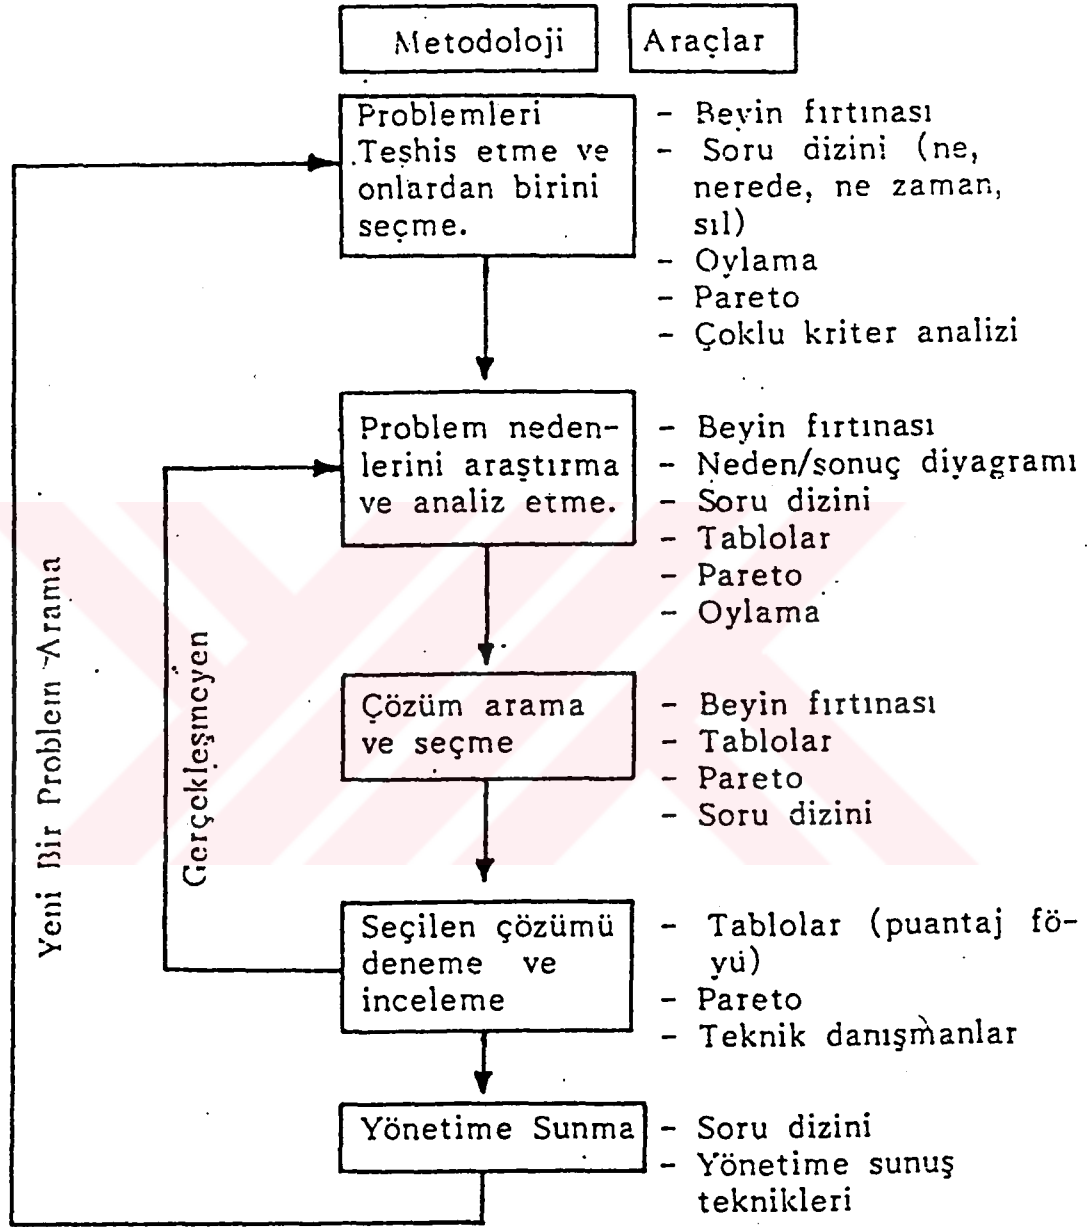 Metodoloji
Araçlar
Problemleri
Teşhis etme ve
onlardan birini
seçme.
- Beyin fırtınası
- Soru dizini (ne,
nerede, ne zaman,
sıl)
- Oylama
- Pareto
- Çoklu kriter analizi
Problem neden-
lerini araştırma
ve analiz etme.
- Beyin fırtınası
- Neden/sonuç diyagramı
- Soru dizini
- Tablolar
- Pareto
- Oylama
Çözüm arama
ve seçme
- Beyin fırtınası
- Tablolar
- Pareto
- Soru dizini
Seçilen çözümü
deneme ve
inceleme
- Tablolar (puantaj fö-
yü)
- Pareto
- Teknik danışmanlar
Yönetime Sunma
- Soru dizini
- Yönetime sunuş
teknikleri
Gerçekleşmeyen
Yeni Bir Problem Arama